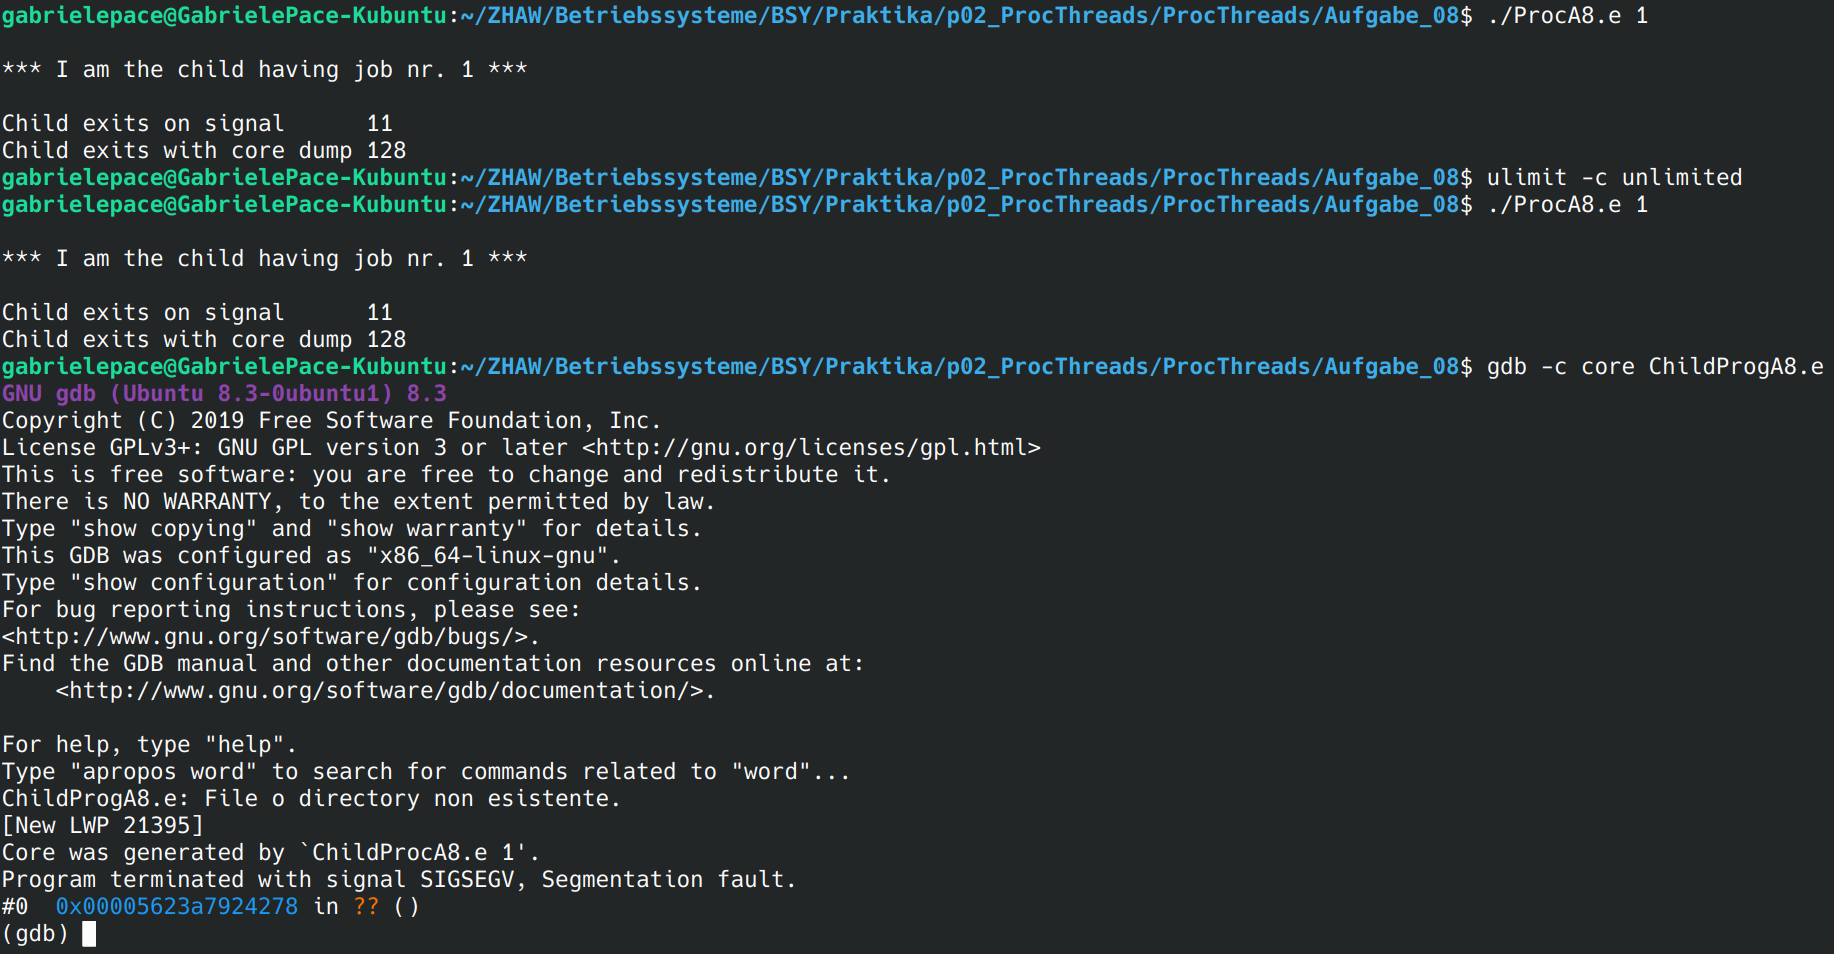 gabrielepace@GabrielePace-Kubuntu:~/ZHAW/Betriebssysteme/BSY/Praktika/p02_ProcThreads/ProcThreads/Aufgabe_08$ ./ProcA8.e 1
*** I am the child having job nr. 1 ***
Child exits on signal      11
Child exits with core dump 128
gabrielepace@GabrielePace-Kubuntu:~/ZHAW/Betriebssysteme/BSY/Praktika/p02_ProcThreads/ProcThreads/Aufgabe_08$ ulimit -c unlimited
gabrielepace@GabrielePace-Kubuntu:~/ZHAW/Betriebssysteme/BSY/Praktika/p02_ProcThreads/ProcThreads/Aufgabe_08$ ./ProcA8.e 1
*** I am the child having job nr. 1 ***
Child exits on signal      11
Child exits with core dump 128
gabrielepace@GabrielePace-Kubuntu:~/ZHAW/Betriebssysteme/BSY/Praktika/p02_ProcThreads/ProcThreads/Aufgabe_08$ gdb -c core ChildProgA8.e
GNU gdb (Ubuntu 8.3-0ubuntu1) 8.3
Copyright (C) 2019 Free Software Foundation, Inc.
License GPLv3+: GNU GPL version 3 or later <http://gnu.org/licenses/gpl.html>
This is free software: you are free to change and redistribute it.
There is NO WARRANTY, to the extent permitted by law.
Type "show copying" and "show warranty" for details.
This GDB was configured as "x86_64-linux-gnu".
Type "show configuration" for configuration details.
For bug reporting instructions, please see:
<http://www.gnu.org/software/gdb/bugs/>.
Find the GDB manual and other documentation resources online at:
    <http://www.gnu.org/software/gdb/documentation/>.
For help, type "help".
Type "apropos word" to search for commands related to "word"...
ChildProgA8.e: File o directory non esistente.
[New LWP 21395]
Core was generated by `ChildProcA8.e 1'.
Program terminated with signal SIGSEGV, Segmentation fault.
#0  0x00005623a7924278 in ?? ()
(gdb)